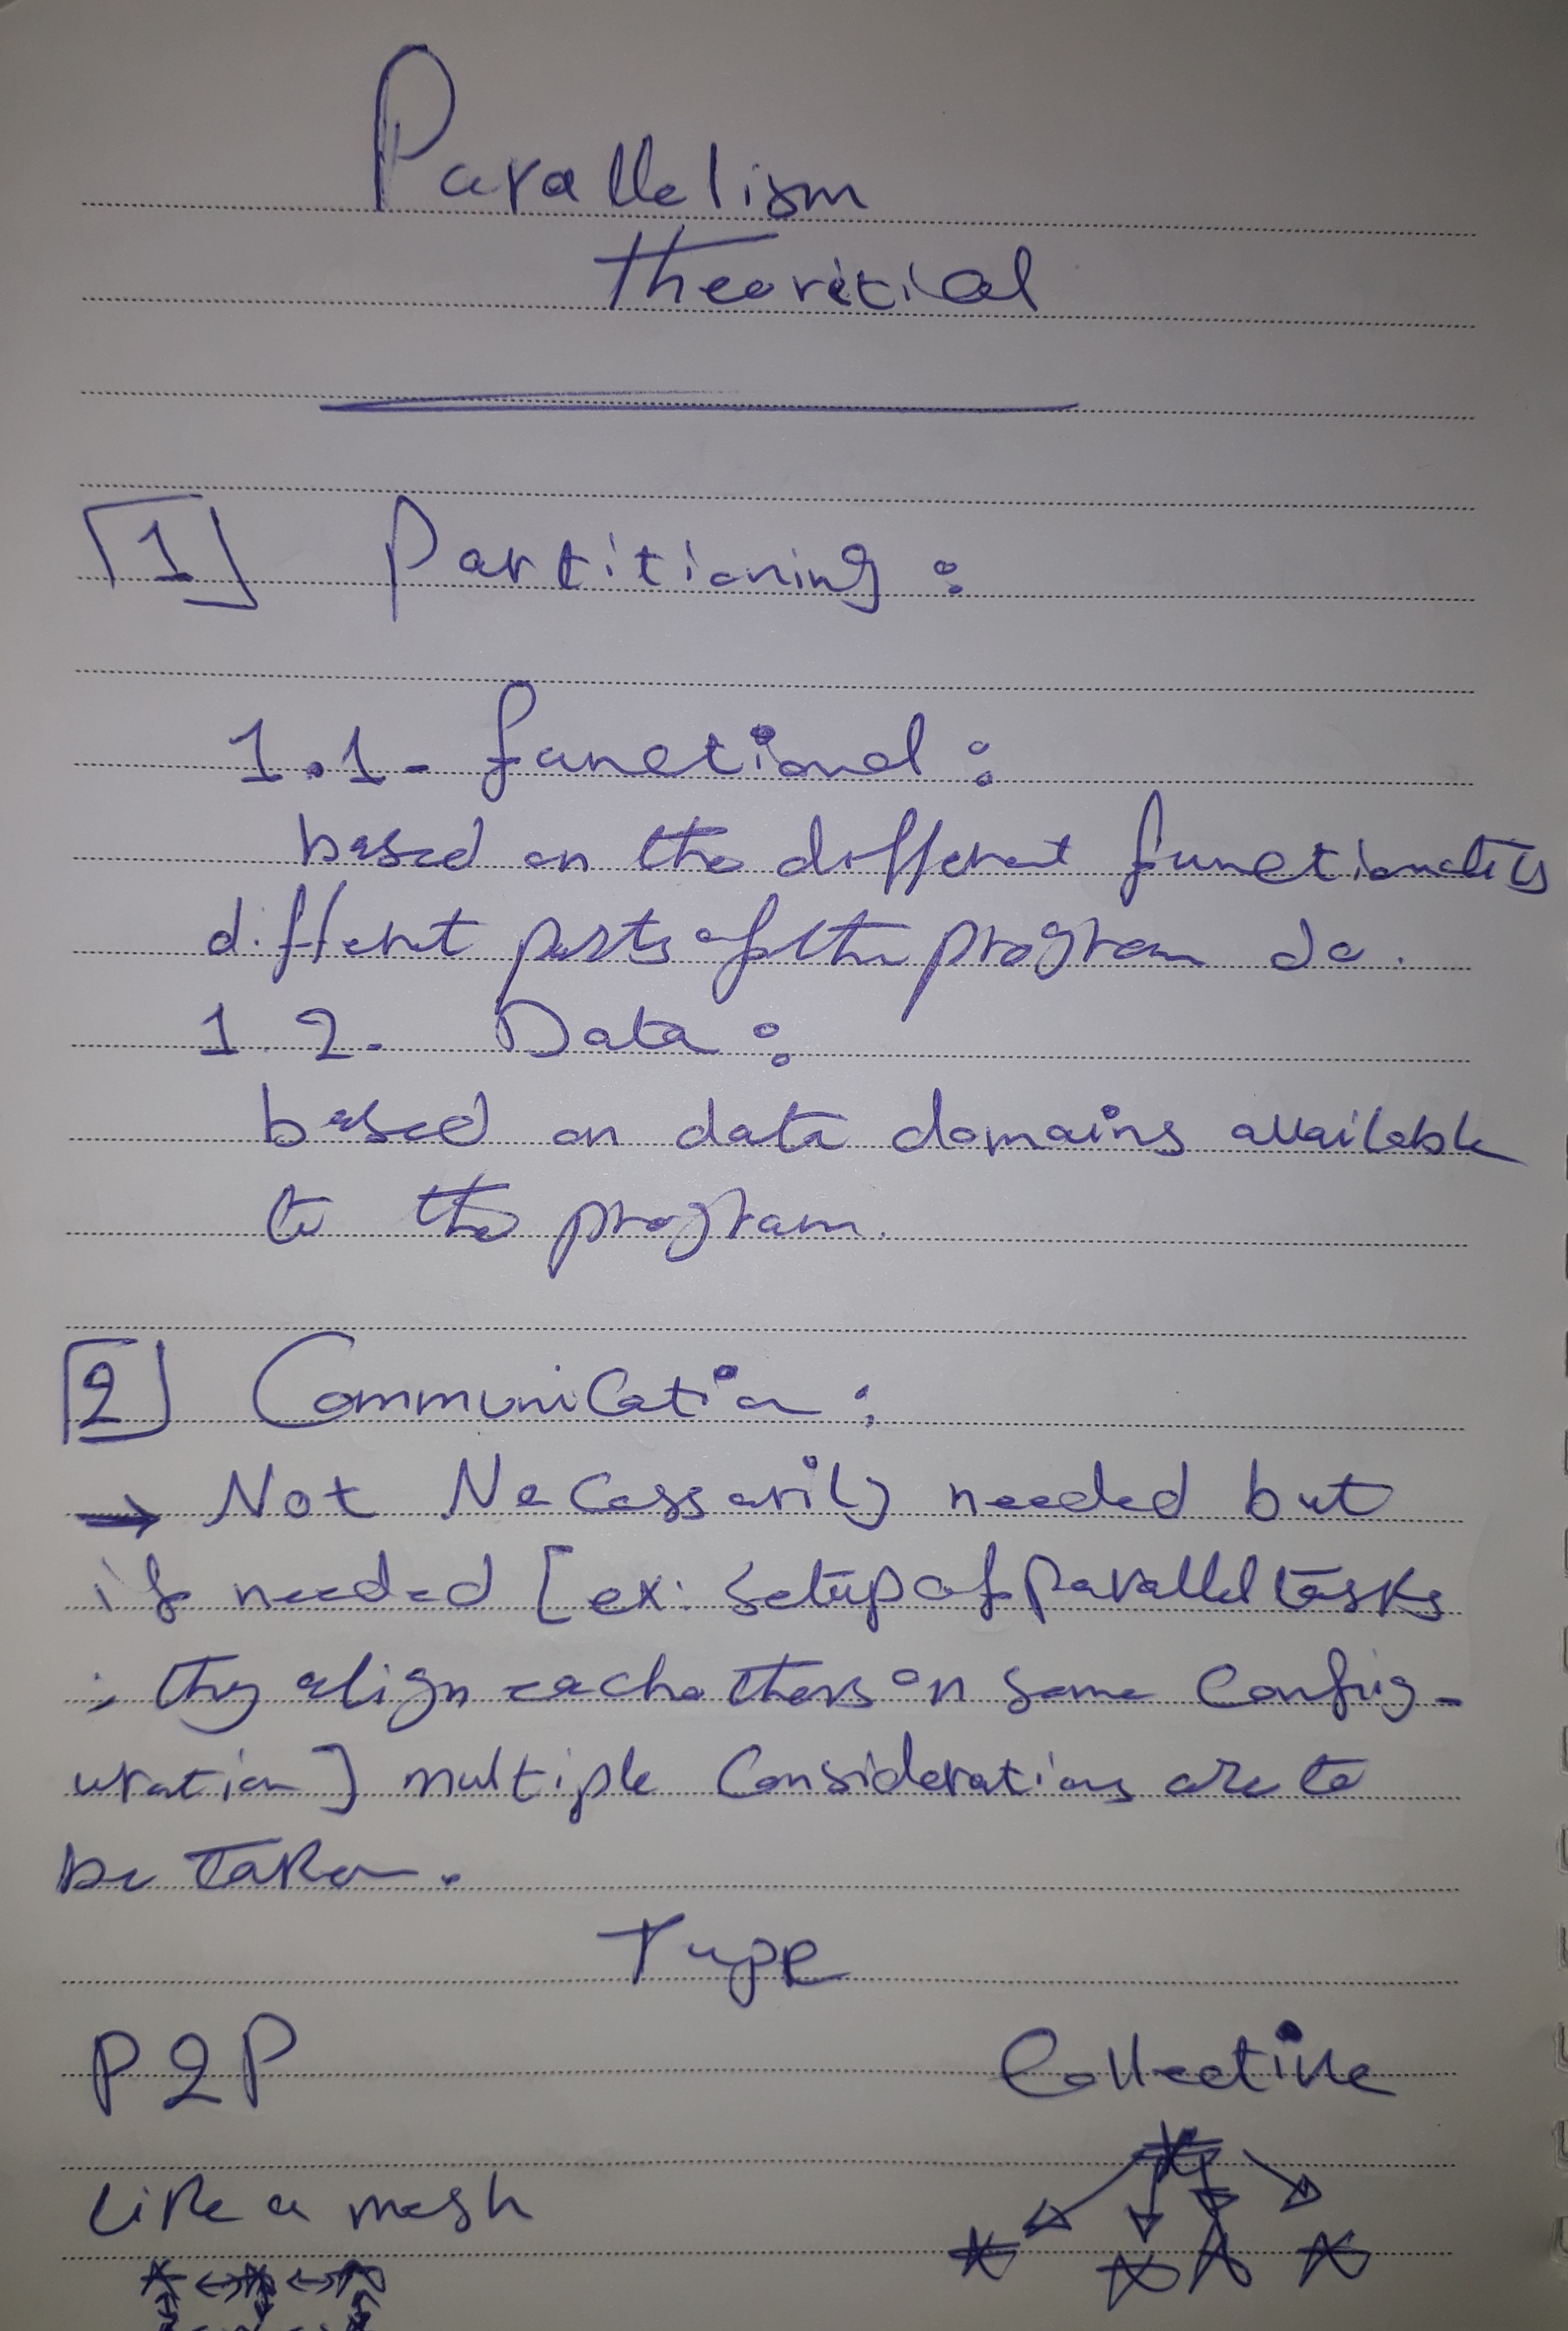 Parallelism
theoritical
[1] Partitioning :
1.1- functional :
based on the different functionalities
different parts of the program do.
1.2. Data :
based on data domains available
to the program.
[2] Communication :
→ Not Necessarily needed but
if needed [ex: setup of parallel tasks
; they align each others on same config-
uration] multiple considerations are to
be taken.
Type
P2P Collective
Like a mesh